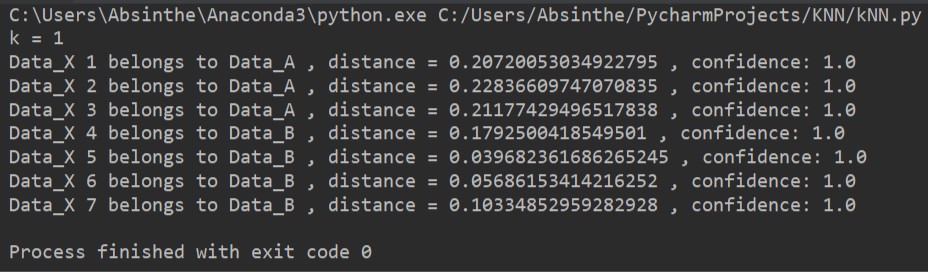 C:\Users\Absinthe\Anaconda3\python.exe C:/Users/Absinthe/PycharmProjects/KNN/kNN.py
k = 1
Data_X 1 belongs to Data_A , distance = 0.20720053034922795 , confidence: 1.0
Data_X 2 belongs to Data_A , distance = 0.22836609747070835 , confidence: 1.0
Data_X 3 belongs to Data_A , distance = 0.21177429496517838 , confidence: 1.0
Data_X 4 belongs to Data_B , distance = 0.1792500418549501 , confidence: 1.0
Data_X 5 belongs to Data_B , distance = 0.039682361686265245 , confidence: 1.0
Data_X 6 belongs to Data_B , distance = 0.05686153414216252 , confidence: 1.0
Data_X 7 belongs to Data_B , distance = 0.10334852959282928 , confidence: 1.0
Process finished with exit code 0